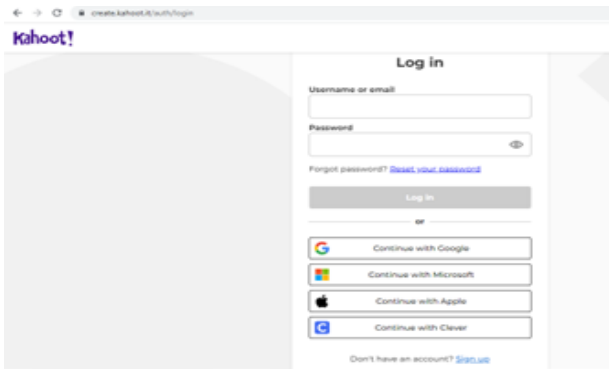 create.kahoot.it/auth/login
Kahoot!
Log in
Username or email
Password
Forgot password? Reset your password
Log in
or
Continue with Google
Continue with Microsoft
Continue with Apple
C Continue with Clever
Don't have an account? Sign up